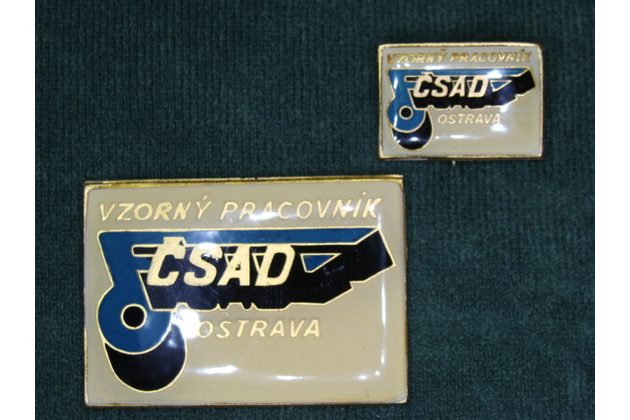 VZORNÝ PRACOVNÍK
ČSAD
OSTRAVA
VZORNÝ PRACOVNÍK
ČSAD
OSTRAVA